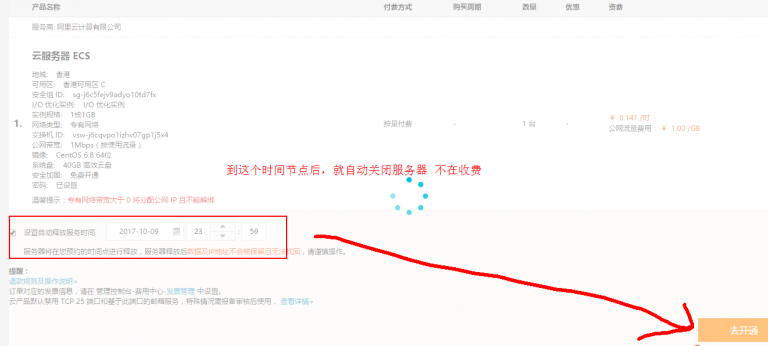 产品名称 付费方式 购买周期 数量 优惠 资费
服务商: 阿里云计算有限公司
云服务器 ECS
地域: 香港
可用区: 香港可用区 C
安全组 ID: sg-j6c5fejv9adyo10td7fx
I/O 优化实例: I/O 优化实例
实例规格: 1核1GB
1. 网络类型: 专有网络 按量付费 - 1 台 - ¥ 0.141 /时
交换机 ID: vsw-j6cqvpo1izhv07gp1j5x4 公网流量费用: ¥ 1.00 /GB
公网带宽: 1Mbps (按使用流量)
镜像: CentOS 6.8 64位
系统盘: 40GB 高效云盘
安全加固: 免费开通
密码: 已设置
到这个时间节点后，就自动关闭服务器 不在收费
温馨提示: 专有网络带宽大于 0 将分配公网 IP 且不能解绑
设置自动释放服务时间 2017-10-09 23 : 59
服务器将在您预约的时间点进行释放，服务器释放后数据及IP地址不会被保留且无法找回，请谨慎操作。
提醒:
退款规则及操作说明»
订单对应的发票信息，请在 管理控制台-费用中心-发票管理 中设置。
云产品默认禁用 TCP 25 端口和基于此端口的邮箱服务，特殊情况需报备审核后使用， 查看详情»
去开通